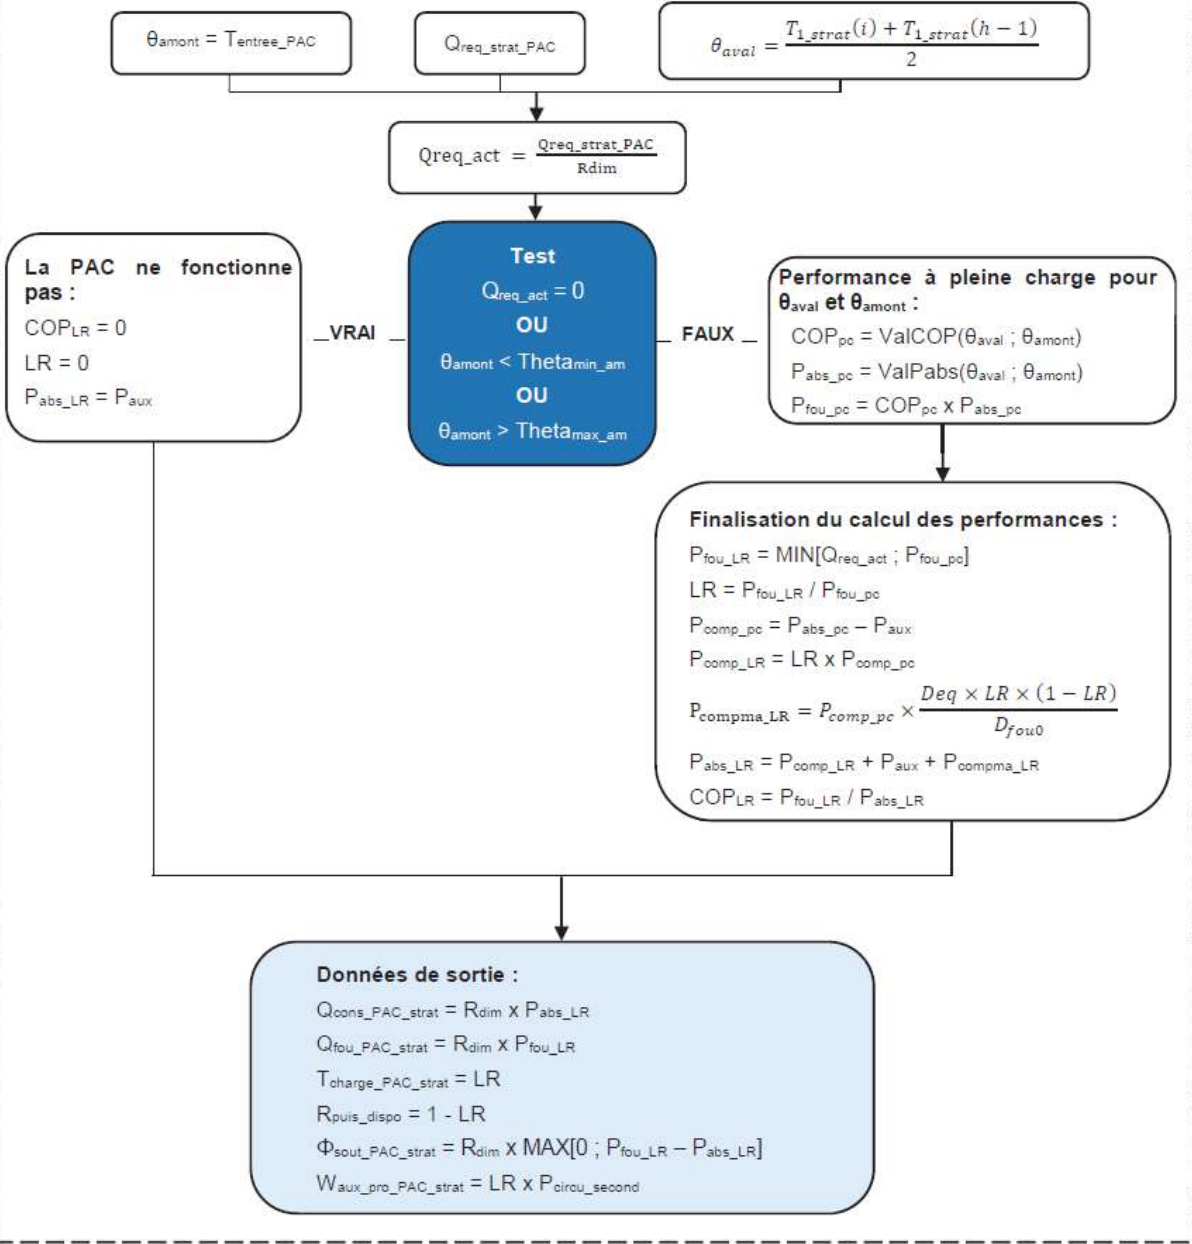 θamont = Tentree_PAC
Qreq_strat_PAC
θaval = (T1_strat(i) + T1_strat(h − 1)) / 2
Qreq_act = Qreq_strat_PAC / Rdim
La PAC ne fonctionne
pas :
COPLR = 0
LR = 0
Pabs_LR = Paux
_VRAI _
Test
Qreq_act = 0
OU
θamont < Thetamin_am
OU
θamont > Thetamax_am
_ FAUX _
Performance à pleine charge pour
θaval et θamont :
COPpc = ValCOP(θaval ; θamont)
Pabs_pc = ValPabs(θaval ; θamont)
Pfou_pc = COPpc x Pabs_pc
Finalisation du calcul des performances :
Pfou_LR = MIN[Qreq_act ; Pfou_pc]
LR = Pfou_LR / Pfou_pc
Pcomp_pc = Pabs_pc – Paux
Pcomp_LR = LR x Pcomp_pc
Pcompma_LR = Pcomp_pc × (Deq × LR × (1 − LR)) / Dfou0
Pabs_LR = Pcomp_LR + Paux + Pcompma_LR
COPLR = Pfou_LR / Pabs_LR
Données de sortie :
Qcons_PAC_strat = Rdim x Pabs_LR
Qfou_PAC_strat = Rdim x Pfou_LR
Tcharge_PAC_strat = LR
Rpuis_dispo = 1 - LR
Φsout_PAC_strat = Rdim x MAX[0 ; Pfou_LR – Pabs_LR]
Waux_pro_PAC_strat = LR x Pcircu_second